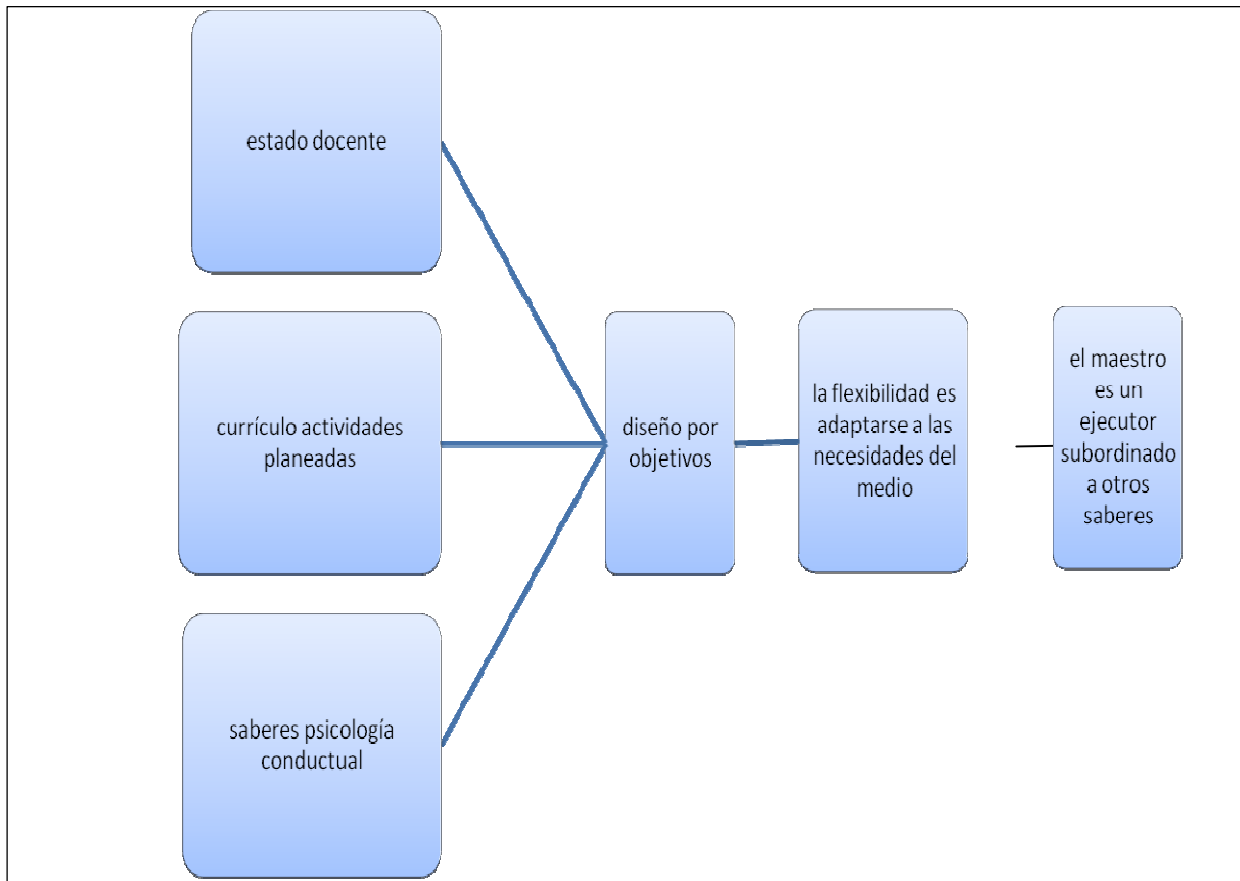 estado docente
currículo actividades
planeadas
saberes psicología
conductual
diseño por
objetivos
la flexibilidad es
adaptarse a las
necesidades del
medio
el maestro
es un
ejecutor
subordinado
a otros
saberes